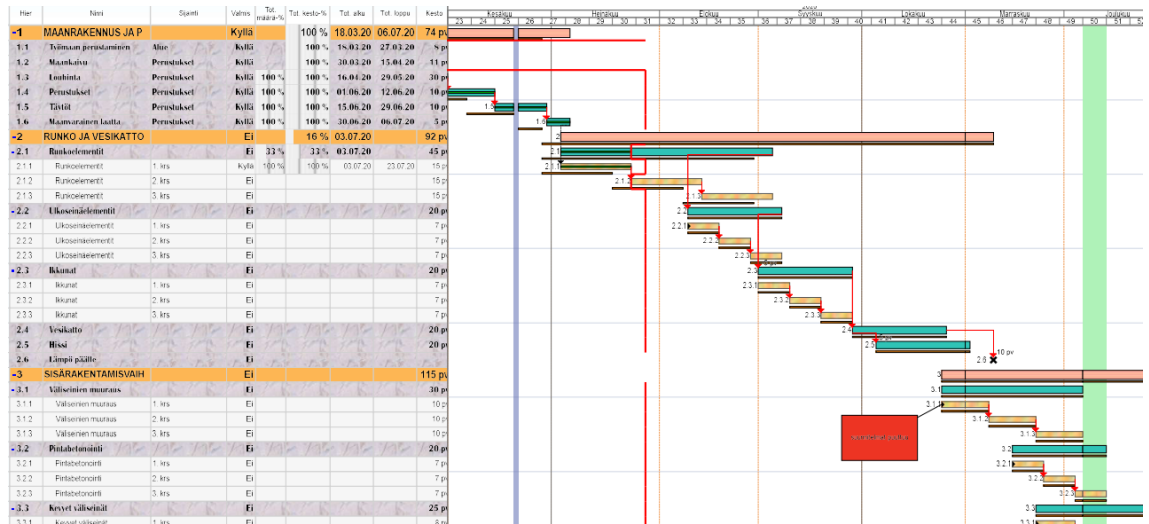 Hier Nimi Sijainti Valmis Tot. määrä-% Tot. kesto-% Tot. alku Tot. loppu Kesto
2020
Kesäkuu Heinäkuu Elokuu Syyskuu Lokakuu Marraskuu Joulukuu
23 24 25 26 27 28 29 30 31 32 33 34 35 36 37 38 39 40 41 42 43 44 45 46 47 48 49 50 51 52
-1 MAANRAKENNUS JA P Kyllä 100 % 18.03.20 06.07.20 74 pv
1.1 Työmaan perustaminen Alue Kyllä 100 % 18.03.20 27.03.20 8 pv
1.2 Maankaivu Perustukset Kyllä 100 % 30.03.20 15.04.20 11 pv
1.3 Louhinta Perustukset Kyllä 100 % 100 % 16.04.20 29.05.20 30 pv
1.4 Perustukset Perustukset Kyllä 100 % 100 % 01.06.20 12.06.20 10 pv
1.5 Täytöt Perustukset Kyllä 100 % 100 % 15.06.20 29.06.20 10 pv 1.5
1.6 Maanvarainen laatta Perustukset Kyllä 100 % 100 % 30.06.20 06.07.20 5 pv 1.6
-2 RUNKO JA VESIKATTO Ei 16 % 03.07.20 92 pv 2
-2.1 Runkoelementit Ei 33 % 33 % 03.07.20 45 pv 2.1
2.1.1 Runkoelementit 1. krs Kyllä 100 % 100 % 03.07.20 23.07.20 15 pv 2.1.1
2.1.2 Runkoelementit 2. krs Ei 15 pv 2.1.2
2.1.3 Runkoelementit 3. krs Ei 15 pv 2.1.3
-2.2 Ulkoseinäelementit Ei 20 pv 2.2
2.2.1 Ulkoseinäelementit 1. krs Ei 7 pv 2.2.1
2.2.2 Ulkoseinäelementit 2. krs Ei 7 pv 2.2.2
2.2.3 Ulkoseinäelementit 3. krs Ei 7 pv 2.2.3
-2.3 Ikkunat Ei 20 pv 2.3
2.3.1 Ikkunat 1. krs Ei 7 pv 2.3.1
2.3.2 Ikkunat 2. krs Ei 7 pv 2.3.2
2.3.3 Ikkunat 3. krs Ei 7 pv 2.3.3
2.4 Vesikatto Ei 20 pv 2.4
2.5 Hissi Ei 20 pv 2.5
2.6 Lämpii päälle Ei 2.6 10 pv
-3 SISÄRAKENTAMISVAIH Ei 115 pv 3
-3.1 Väliseinien muuraus Ei 30 pv 3.1
3.1.1 Väliseinien muuraus 1. krs Ei 10 pv 3.1.1
3.1.2 Väliseinien muuraus 2. krs Ei 10 pv 3.1.2
3.1.3 Väliseinien muuraus 3. krs Ei 10 pv 3.1.3
-3.2 Pintabetonointi Ei 20 pv 3.2
3.2.1 Pintabetonointi 1. krs Ei 7 pv 3.2.1
3.2.2 Pintabetonointi 2. krs Ei 7 pv 3.2.2
3.2.3 Pintabetonointi 3. krs Ei 7 pv 3.2.3
-3.3 Kevyet väliseinät Ei 25 pv 3.3
3.3.1 Kevyet väliseinät 1. krs Ei 8 pv 3.3.1